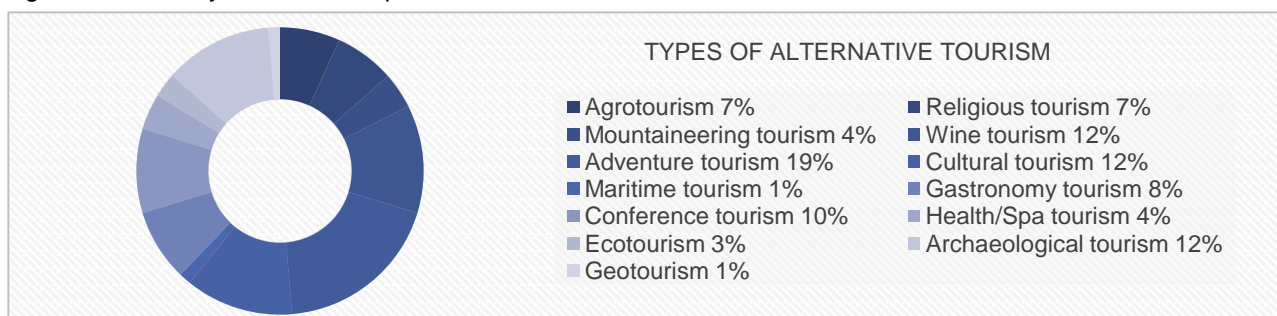 TYPES OF ALTERNATIVE TOURISM
Agrotourism 7% Religious tourism 7%
Mountaineering tourism 4% Wine tourism 12%
Adventure tourism 19% Cultural tourism 12%
Maritime tourism 1% Gastronomy tourism 8%
Conference tourism 10% Health/Spa tourism 4%
Ecotourism 3% Archaeological tourism 12%
Geotourism 1%